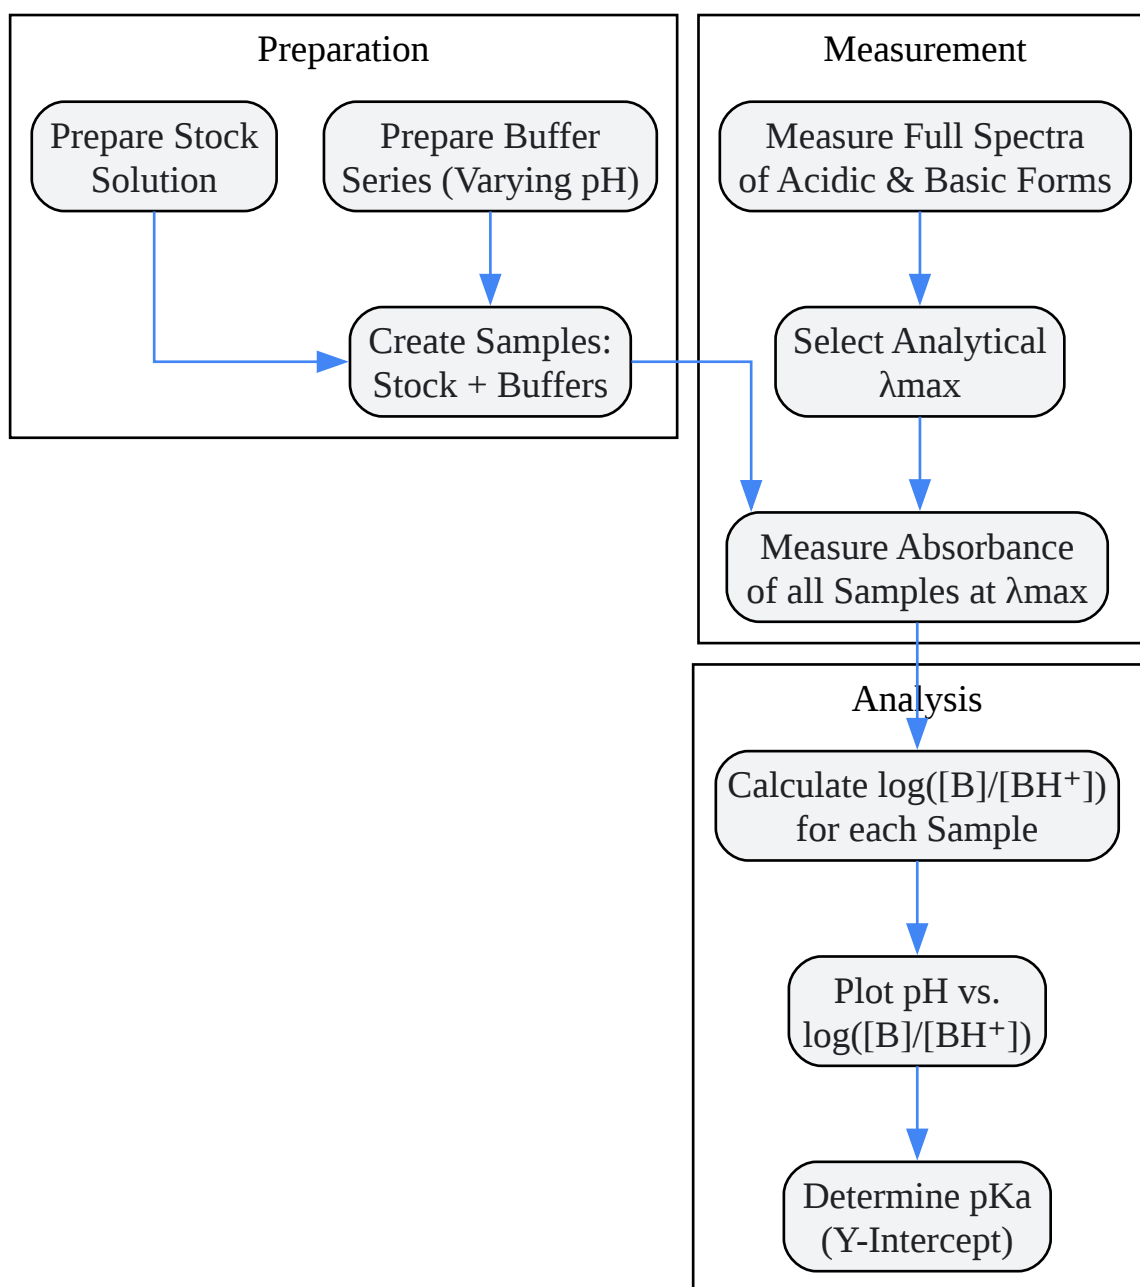 Preparation
Prepare Stock
Solution
Prepare Buffer
Series (Varying pH)
Create Samples:
Stock + Buffers
Measurement
Measure Full Spectra
of Acidic & Basic Forms
Select Analytical
λmax
Measure Absorbance
of all Samples at λmax
Analysis
Calculate log([B]/[BH⁺])
for each Sample
Plot pH vs.
log([B]/[BH⁺])
Determine pKa
(Y-Intercept)